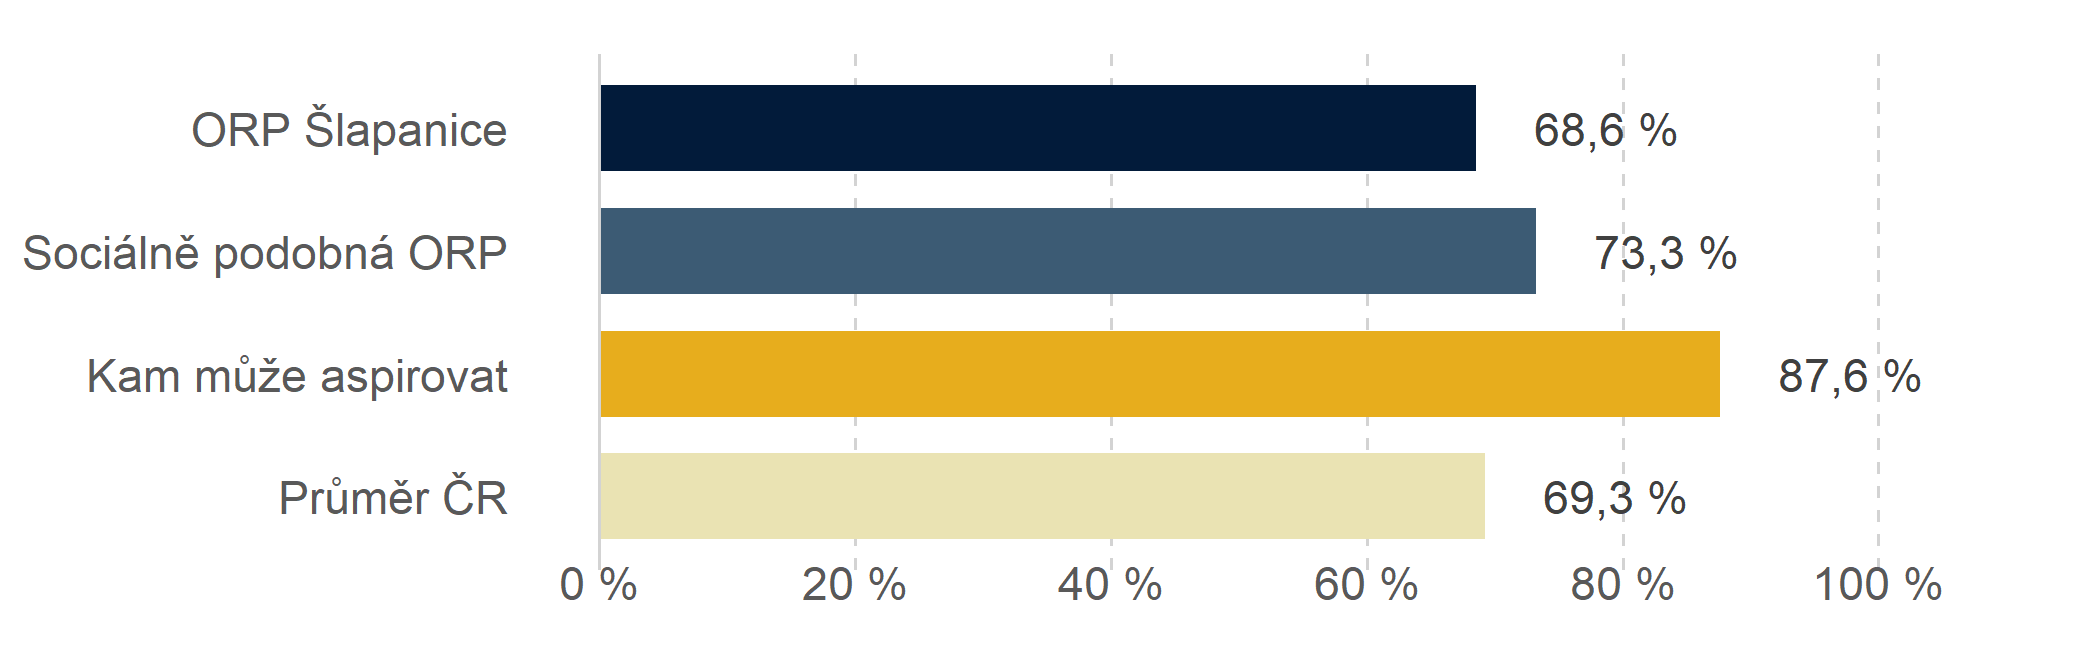 ORP Šlapanice 68,6 %
Sociálně podobná ORP 73,3 %
Kam může aspirovat 87,6 %
Průměr ČR 69,3 %
0 % 20 % 40 % 60 % 80 % 100 %